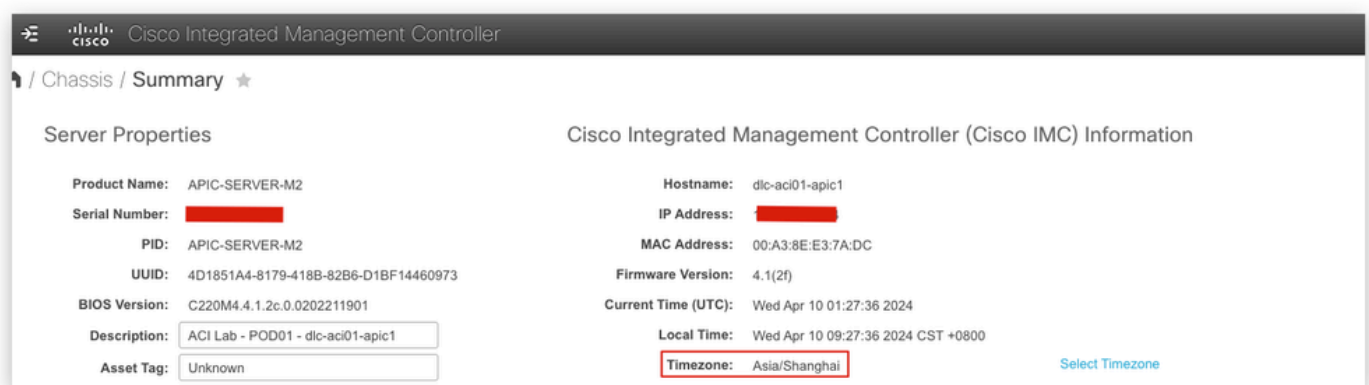 cisco Cisco Integrated Management Controller
/ Chassis / Summary
Server Properties
Cisco Integrated Management Controller (Cisco IMC) Information
Product Name: APIC-SERVER-M2
Hostname: dlc-aci01-apic1
Serial Number:
IP Address:
PID: APIC-SERVER-M2
MAC Address: 00:A3:8E:E3:7A:DC
UUID: 4D1851A4-8179-418B-82B6-D1BF14460973
Firmware Version: 4.1(2f)
BIOS Version: C220M4.4.1.2c.0.0202211901
Current Time (UTC): Wed Apr 10 01:27:36 2024
Description: ACI Lab - POD01 - dlc-aci01-apic1
Local Time: Wed Apr 10 09:27:36 2024 CST +0800
Asset Tag: Unknown
Timezone: Asia/Shanghai Select Timezone